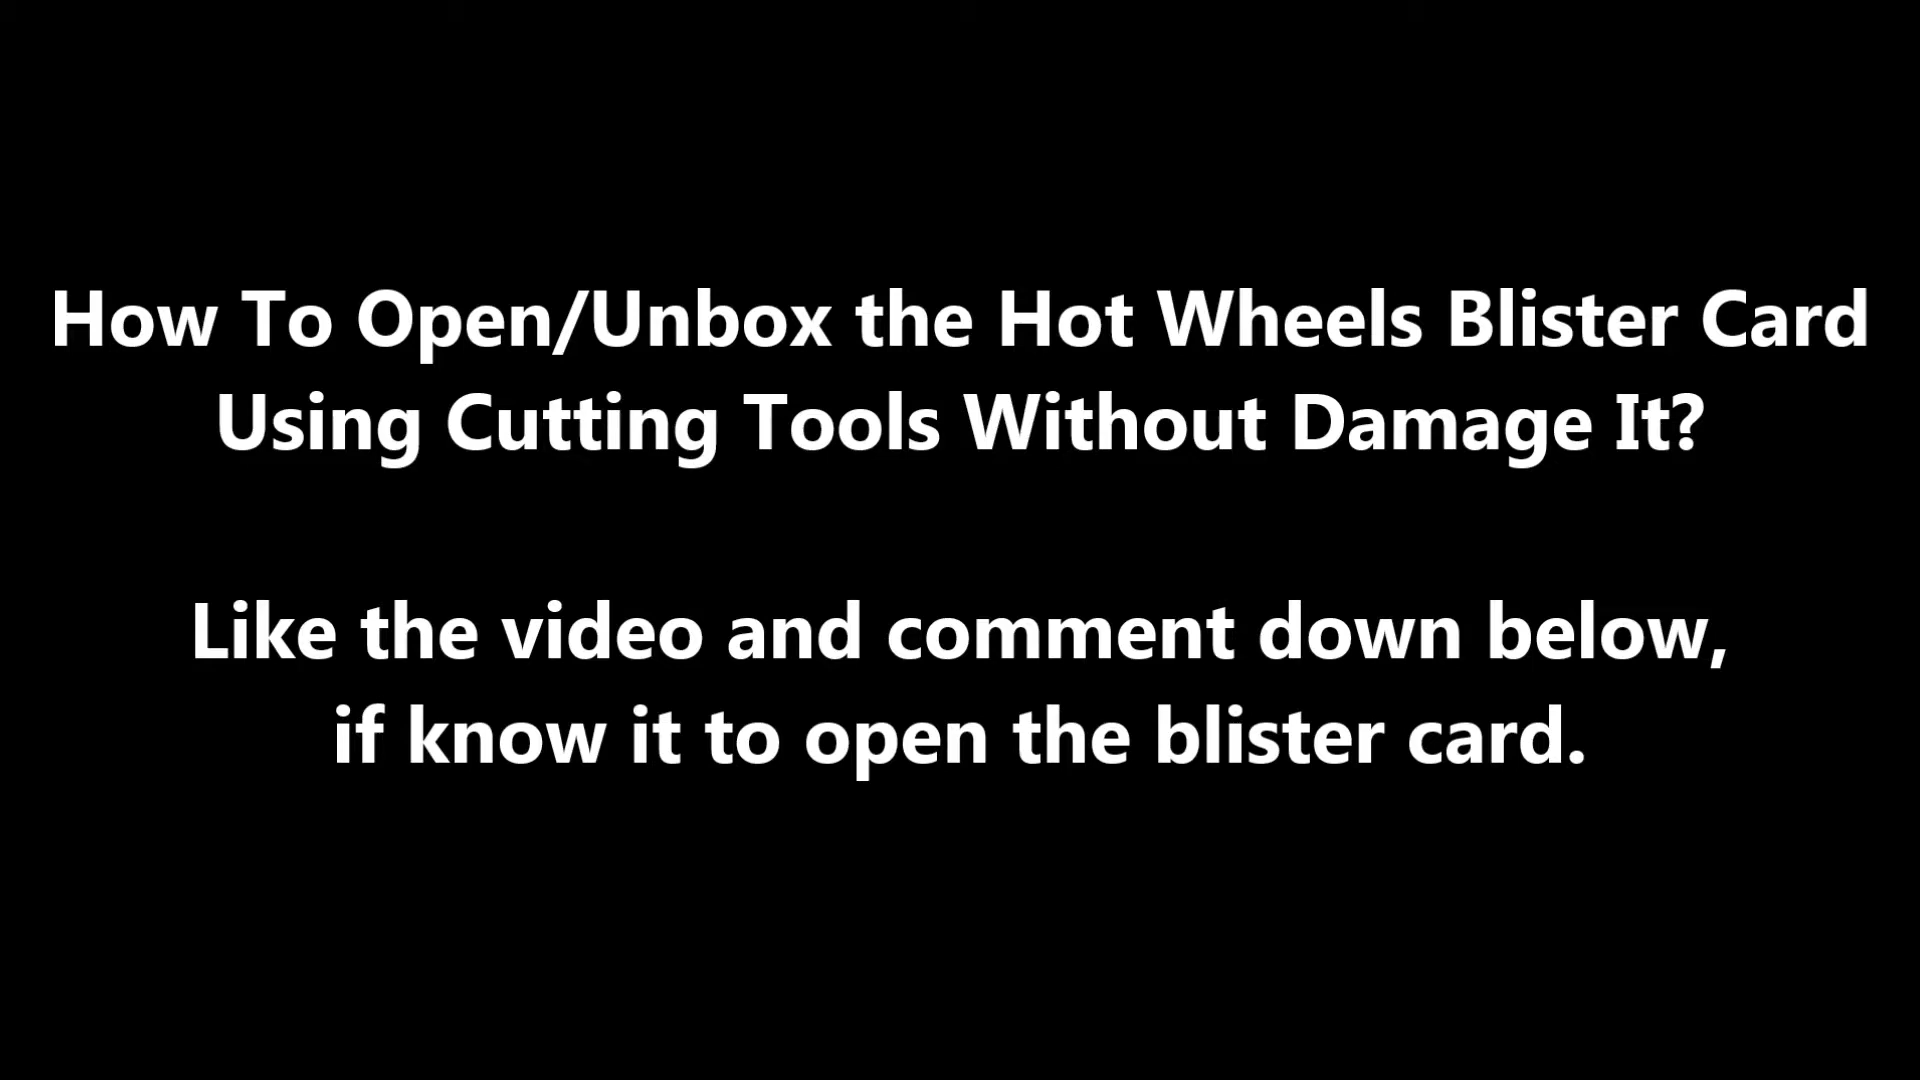 How To Open/Unbox the Hot Wheels Blister Card
Using Cutting Tools Without Damage It?
Like the video and comment down below,
if know it to open the blister card.